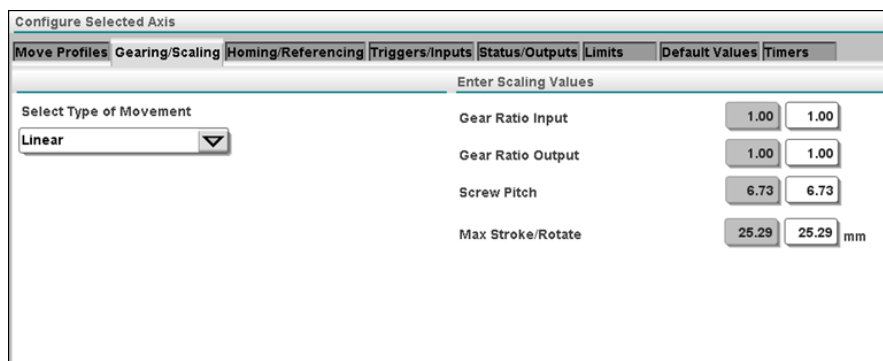 Configure Selected Axis
Move Profiles Gearing/Scaling Homing/Referencing Triggers/Inputs Status/Outputs Limits Default Values Timers
Enter Scaling Values
Select Type of Movement
Linear
Gear Ratio Input 1.00 1.00
Gear Ratio Output 1.00 1.00
Screw Pitch 6.73 6.73
Max Stroke/Rotate 25.29 25.29 mm